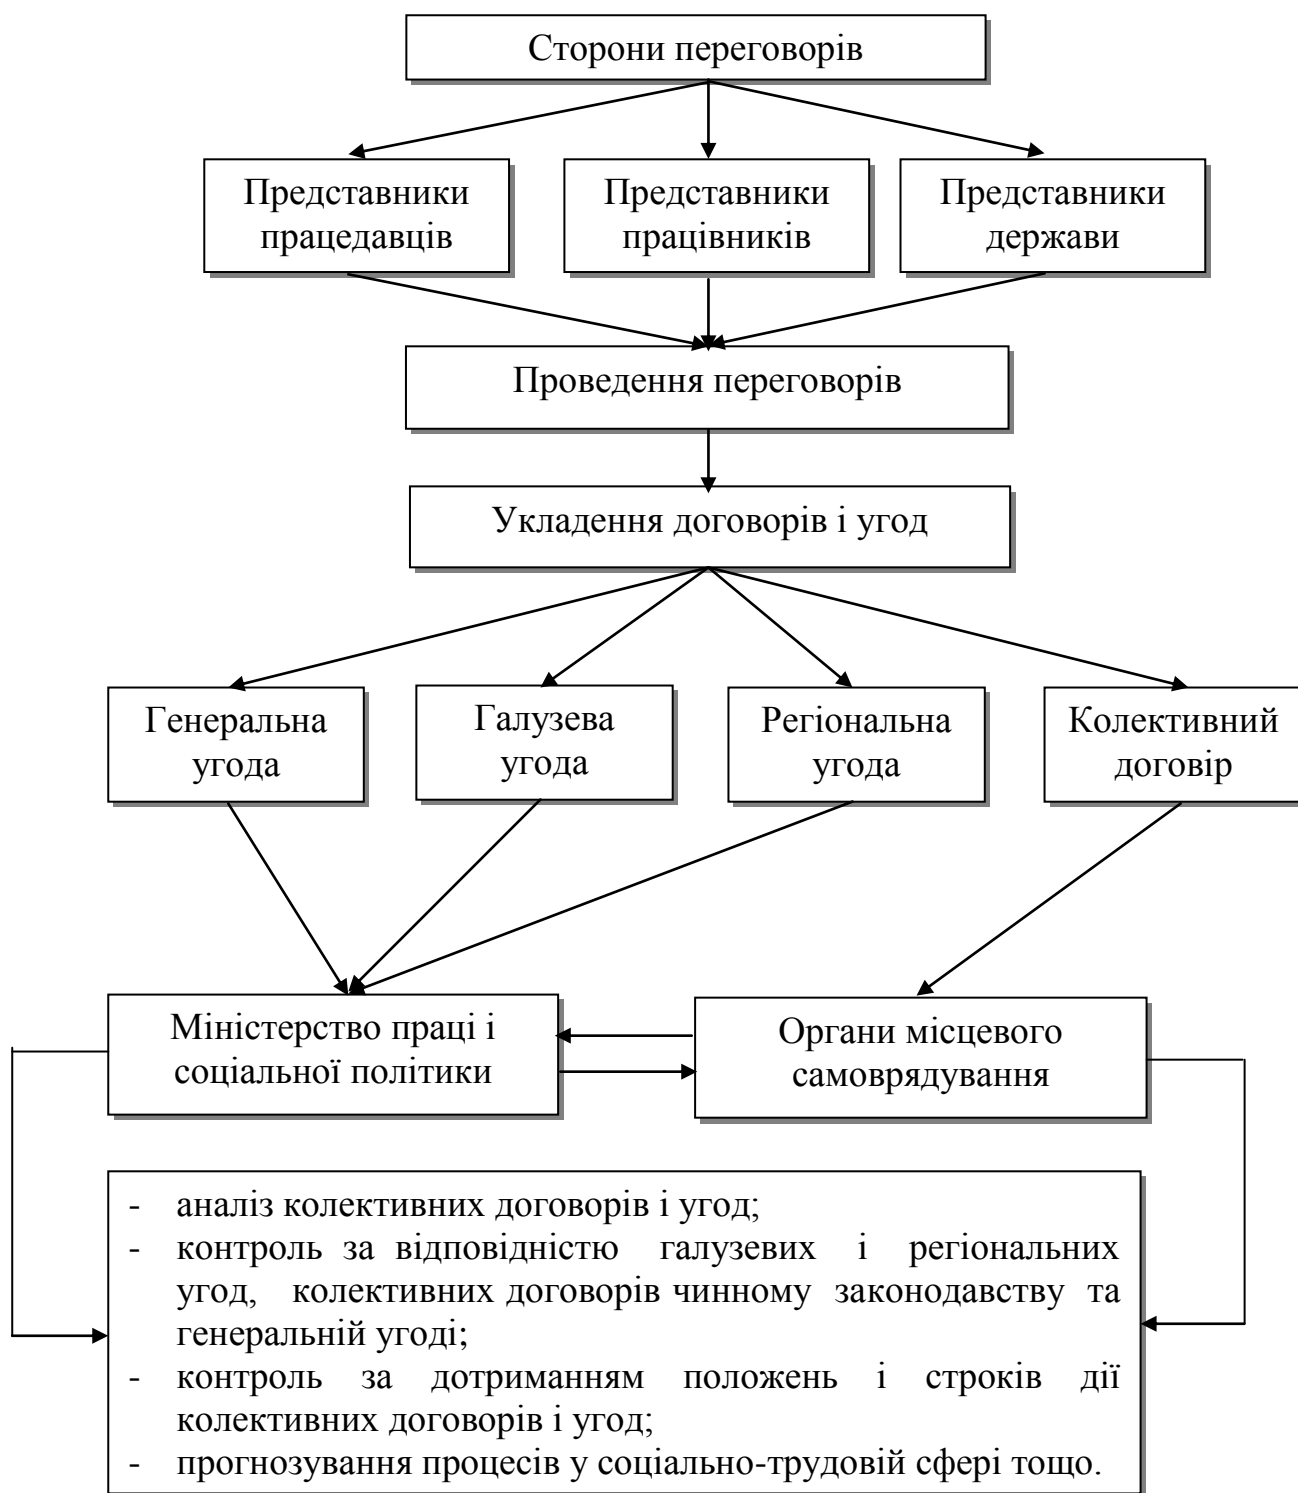 Сторони переговорів
Представники
працедавців
Представники
працівників
Представники
держави
Проведення переговорів
Укладення договорів і угод
Генеральна
угода
Галузева
угода
Регіональна
угода
Колективний
договір
Міністерство праці і
соціальної політики
Органи місцевого
самоврядування
- аналіз колективних договорів і угод;
- контроль за відповідністю галузевих і регіональних
угод, колективних договорів чинному законодавству та
генеральній угоді;
- контроль за дотриманням положень і строків дії
колективних договорів і угод;
- прогнозування процесів у соціально-трудовій сфері тощо.